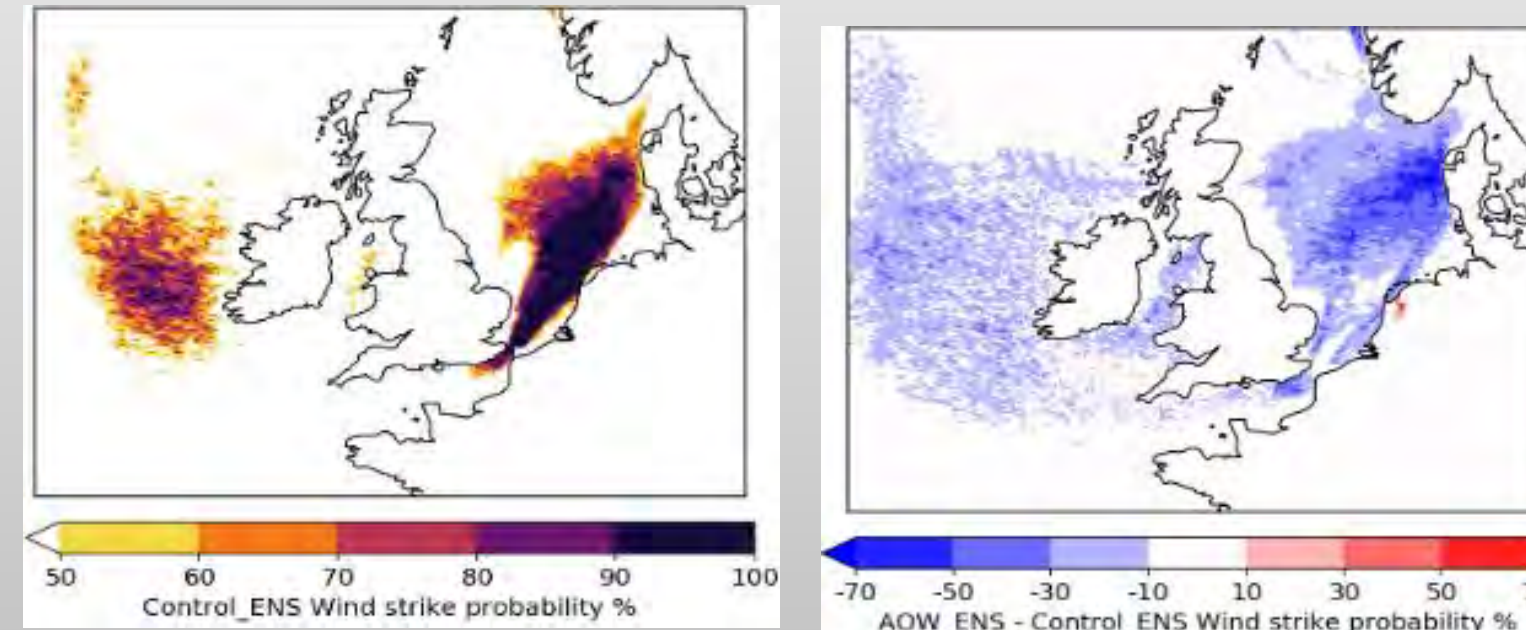 50 60 70 80 90 100
Control_ENS Wind strike probability %
-70 -50 -30 -10 10 30 50
AOW_ENS - Control_ENS Wind strike probability %